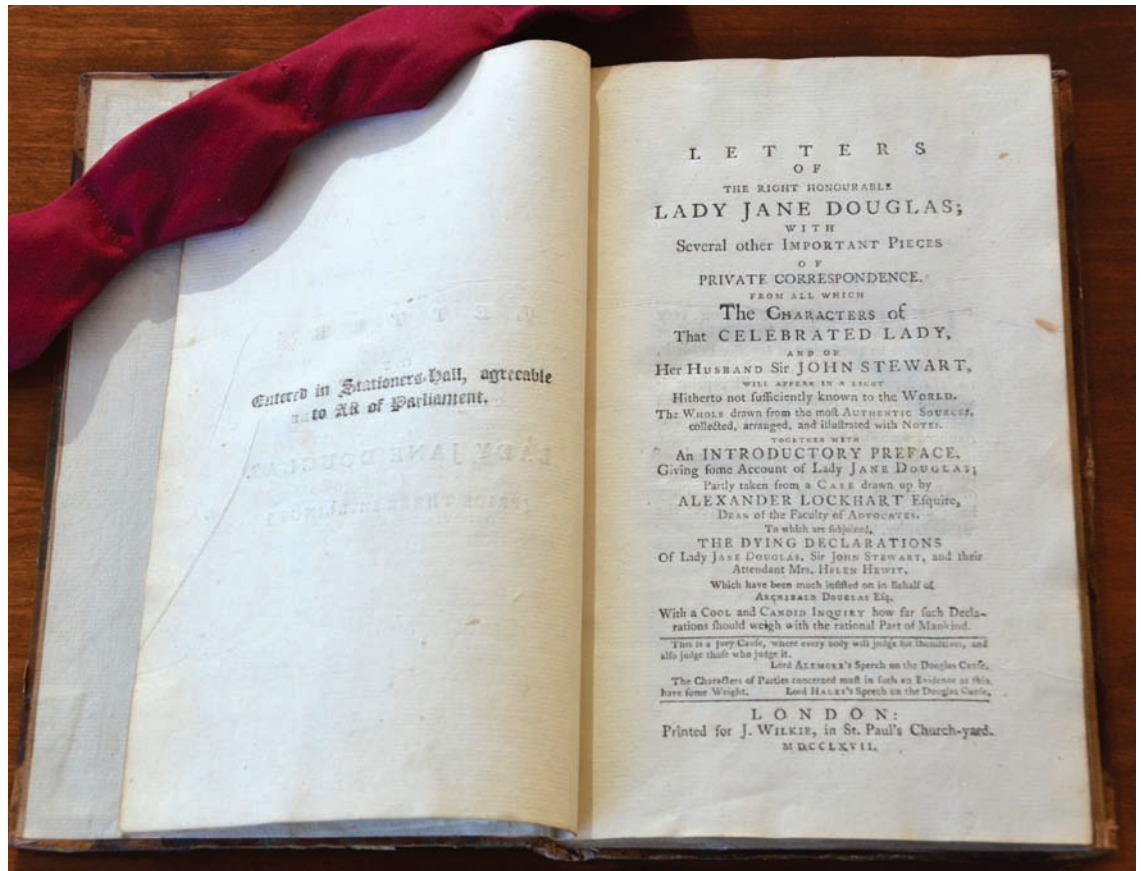 Entered in Stationers-Hall, agreeable
to Act of Parliament.
LETTERS
OF
THE RIGHT HONOURABLE
LADY JANE DOUGLAS;
WITH
Several other IMPORTANT PIECES
OF
PRIVATE CORRESPONDENCE.
FROM ALL WHICH
The CHARACTERS of
That CELEBRATED LADY,
AND OF
Her HUSBAND Sir JOHN STEWART,
WILL APPEAR IN A LIGHT
Hitherto not ſufficiently known to the WORLD.
The WHOLE drawn from the moſt AUTHENTIC SOURCES,
collected, arranged, and illuſtrated with NOTES.
TOGETHER WITH
An INTRODUCTORY PREFACE,
Giving ſome Account of Lady JANE DOUGLAS;
Partly taken from a CASE drawn up by
ALEXANDER LOCKHART Eſquire,
DEAN of the Faculty of ADVOCATES.
To which are ſubjoined,
THE DYING DECLARATIONS
Of Lady JANE DOUGLAS, Sir JOHN STEWART, and their
Attendant Mrs. HELEN HEWIT.
Which have been much inſiſted on in Behalf of
ARCHIBALD DOUGLAS Eſq.
With a COOL and CANDID INQUIRY how far ſuch Decla-
rations ſhould weigh with the rational Part of Mankind.
This is a Jury Cauſe, where every body will judge for themſelves, and
alſo judge thoſe who judge it.
Lord ALEMORE's Speech on the Douglas Cauſe.
The Characters of Parties concerned muſt in ſuch an Evidence as this
have ſome Weight. Lord HALES's Speech on the Douglas Cauſe.
LONDON:
Printed for J. WILKIE, in St. Paul's Church-yard.
MDCCLXVII.